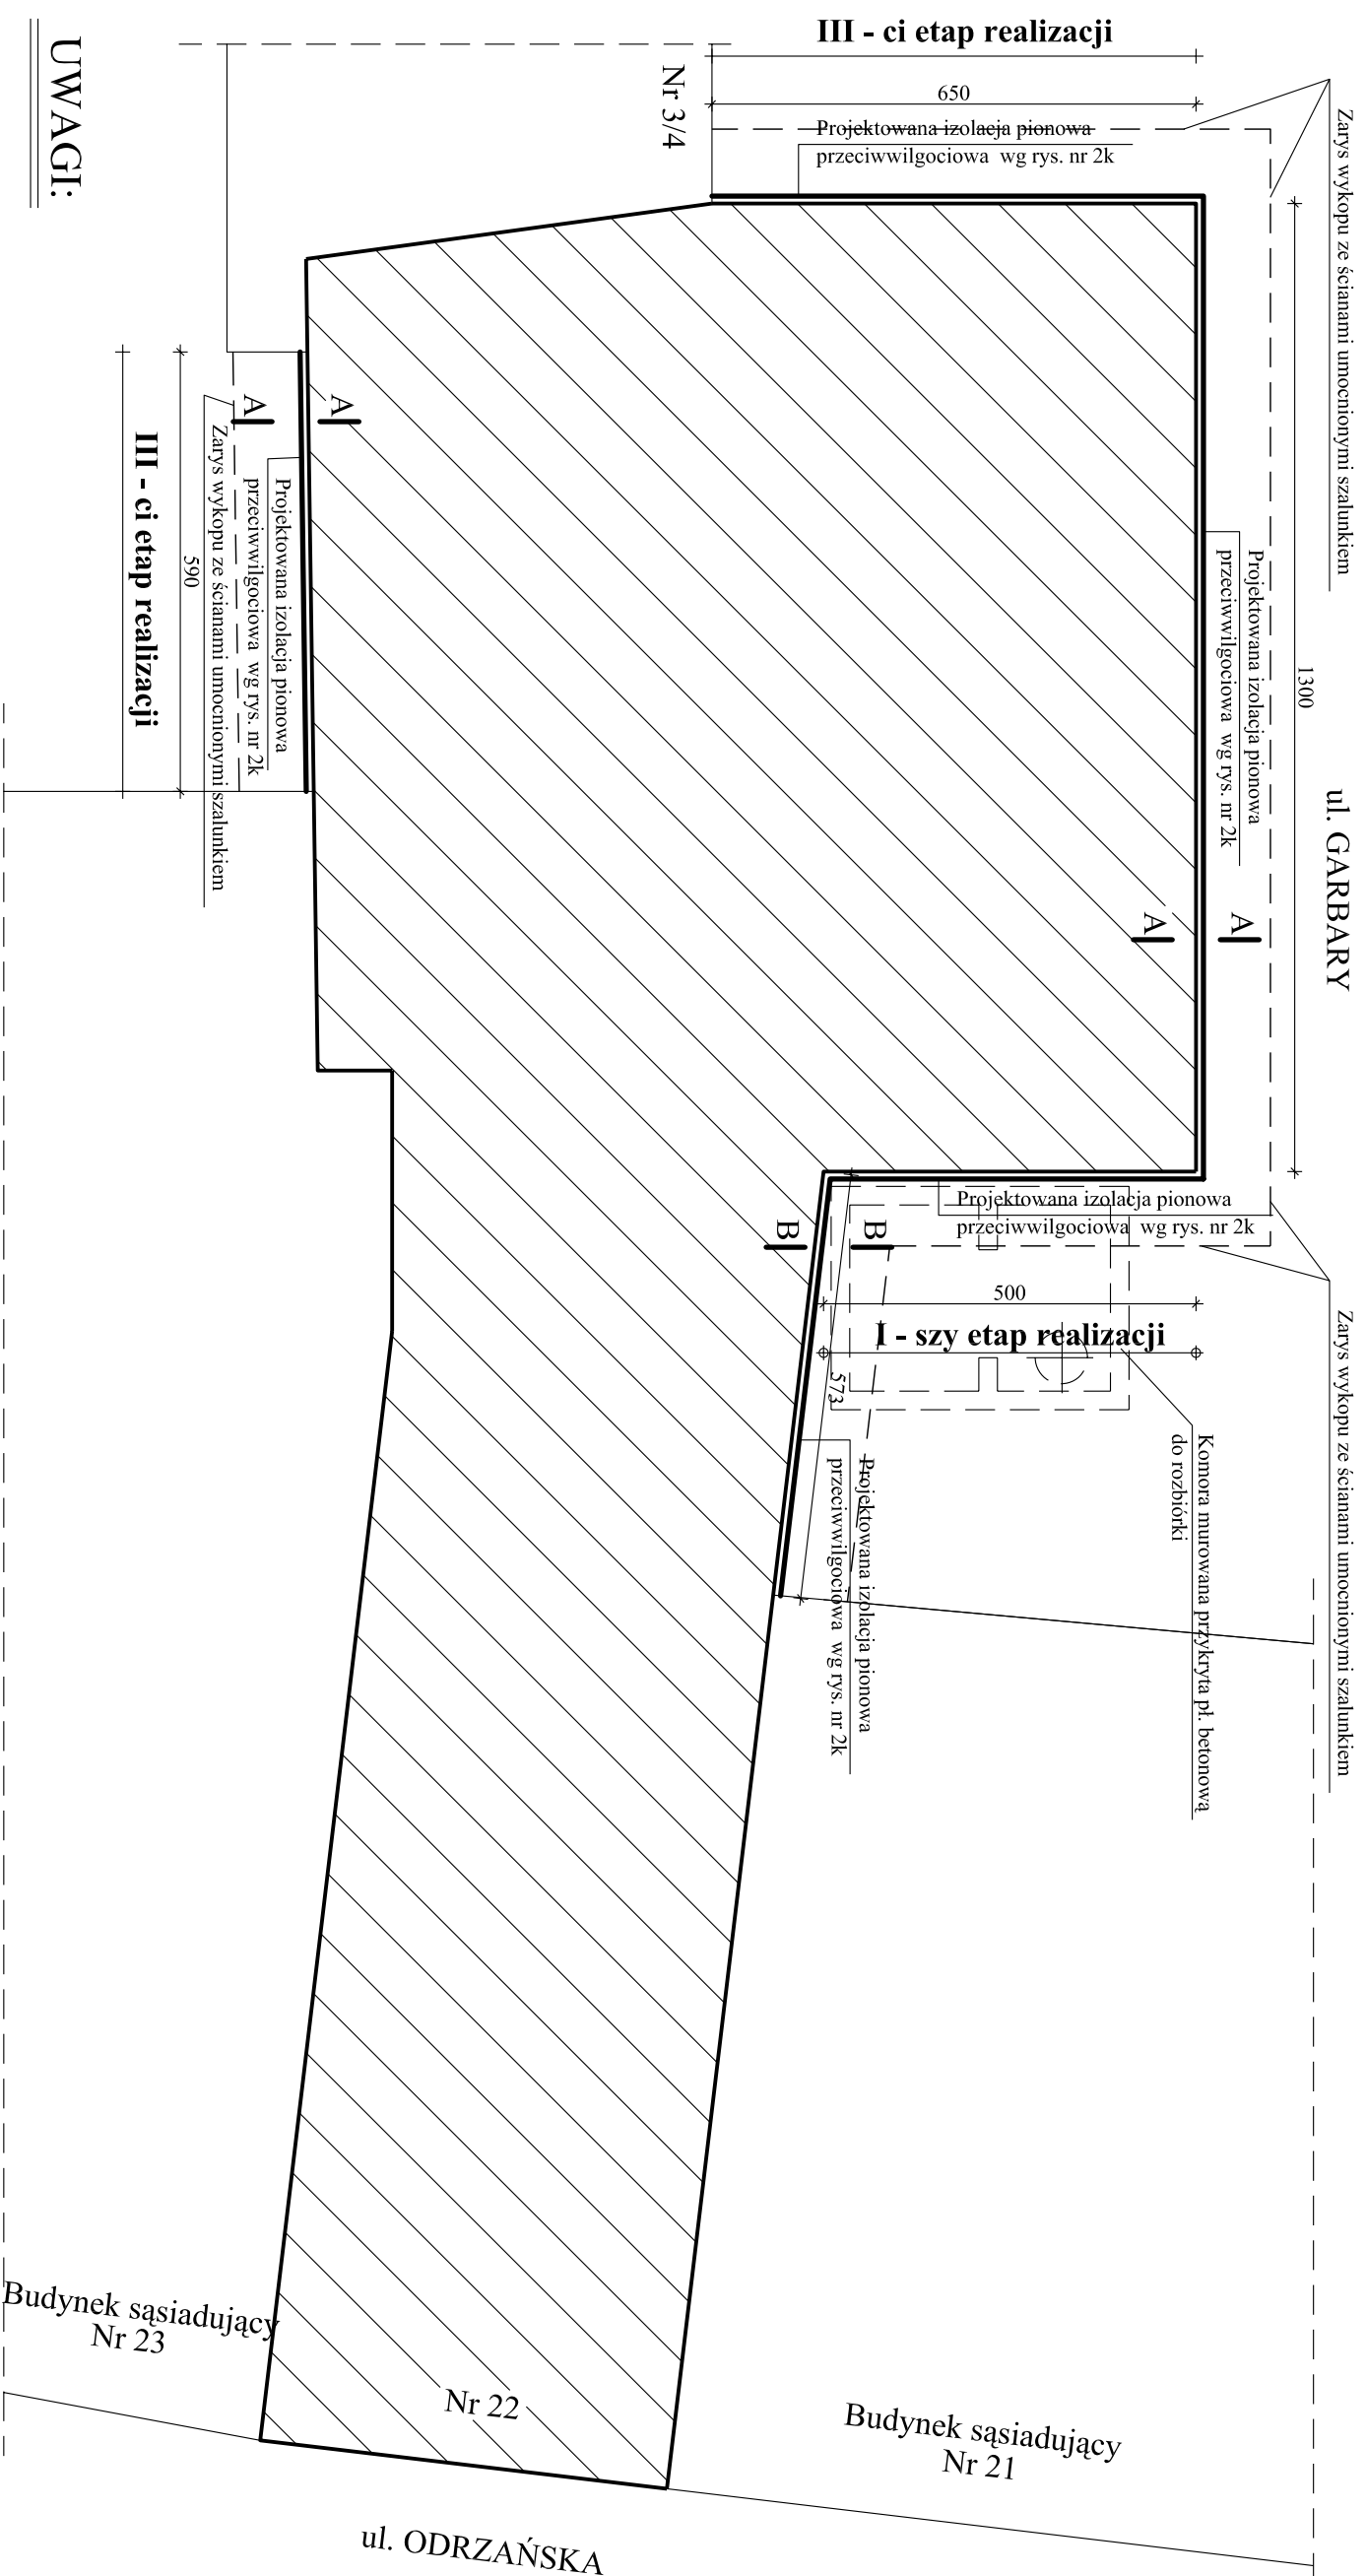 III - ci etap realizacji
650
Projektowana izolacja pionowa
przeciwwilgociowa wg rys. nr 2k
Nr 3/4
UWAGI:
Zarys wykopu ze ścianami umocnionymi szalunkiem
1300
ul. GARBARY
Projektowana izolacja pionowa
przeciwwilgociowa wg rys. nr 2k
A
A
A
A
Projektowana izolacja pionowa
przeciwwilgociowa wg rys. nr 2k
Zarys wykopu ze ścianami umocnionymi szalunkiem
590
III - ci etap realizacji
Projektowana izolacja pionowa
przeciwwilgociowa wg rys. nr 2k
B
B
500
I - szy etap realizacji
573
Zarys wykopu ze ścianami umocnionymi szalunkiem
Komora murowana przykryta pł. betonową
do rozbiórki
Projektowana izolacja pionowa
przeciwwilgociowa wg rys. nr 2k
Budynek sąsiadujący
Nr 23
Nr 22
Budynek sąsiadujący
Nr 21
ul. ODRZAŃSKA